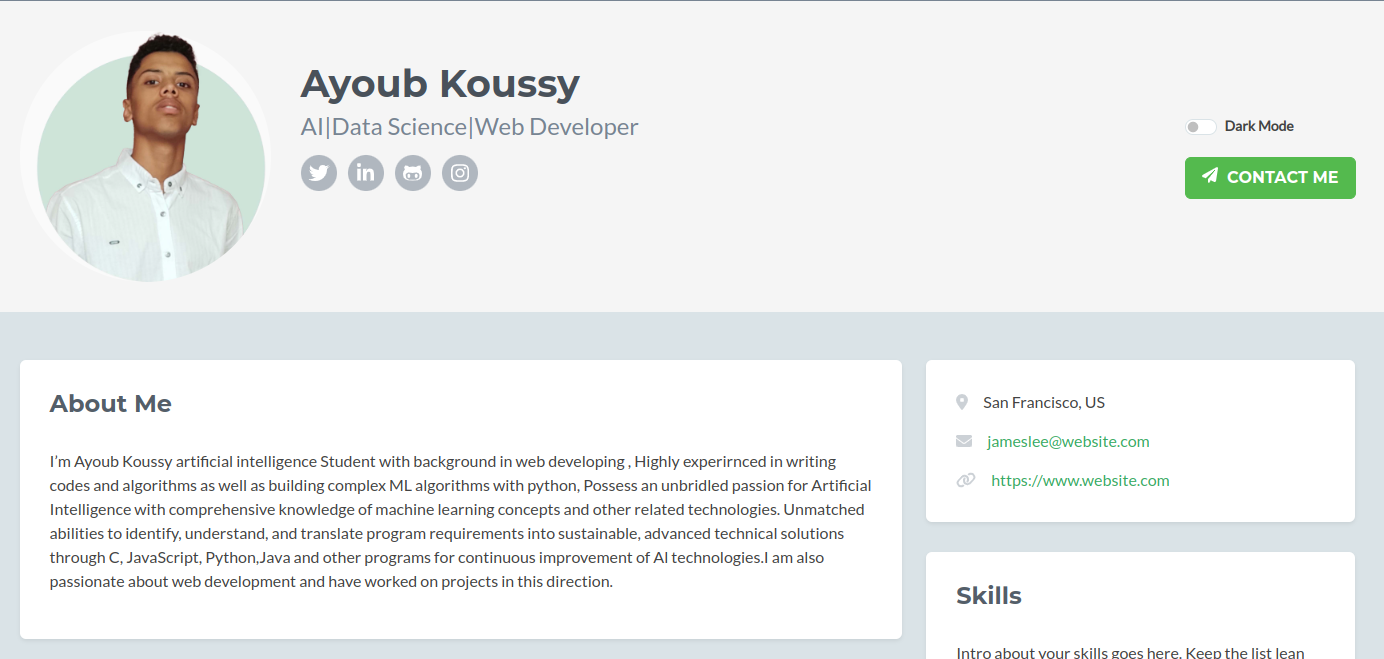 Ayoub Koussy
AI|Data Science|Web Developer
Dark Mode
CONTACT ME
About Me
I'm Ayoub Koussy artificial intelligence Student with background in web developing , Highly experirnced in writing
codes and algorithms as well as building complex ML algorithms with python, Possess an unbridled passion for Artificial
Intelligence with comprehensive knowledge of machine learning concepts and other related technologies. Unmatched
abilities to identify, understand, and translate program requirements into sustainable, advanced technical solutions
through C, JavaScript, Python,Java and other programs for continuous improvement of AI technologies.I am also
passionate about web development and have worked on projects in this direction.
San Francisco, US
jameslee@website.com
https://www.website.com
Skills
Intro about your skills goes here. Keep the list lean